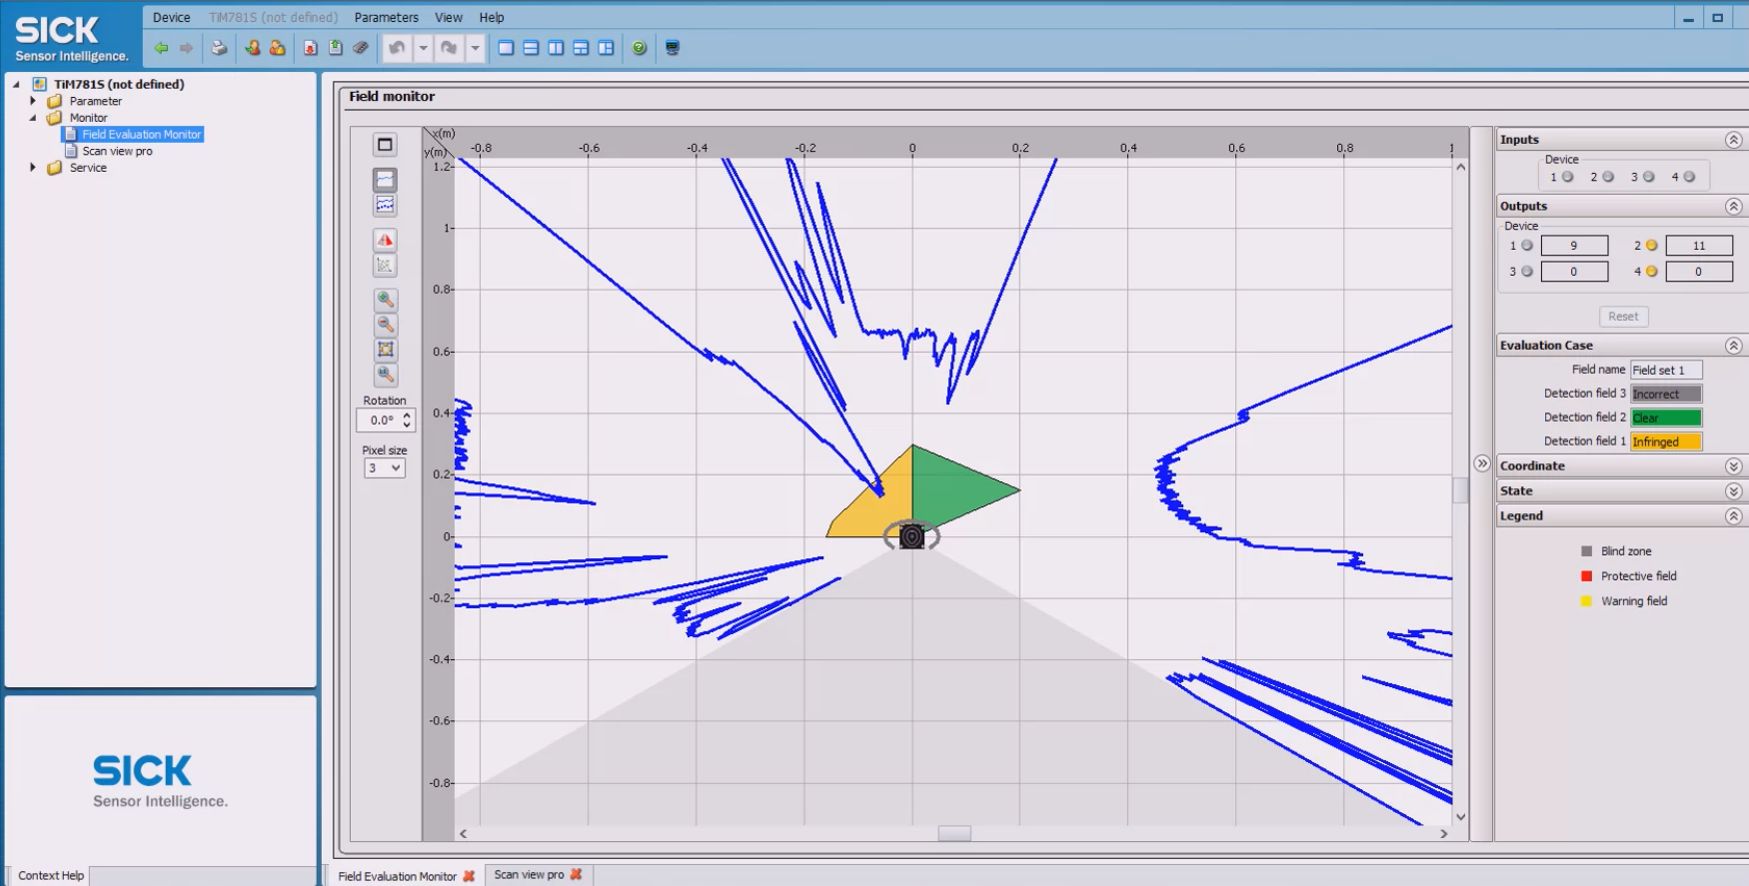 SICK
Sensor Intelligence.
Device TiM781S (not defined) Parameters View Help
TiM781S (not defined)
Parameter
Monitor
Field Evaluation Monitor
Scan view pro
Service
SICK
Sensor Intelligence.
Context Help
Field monitor
x(m)
y(m)
-0.8 -0.6 -0.4 -0.2 0 0.2 0.4 0.6 0.8 1
1.2
1
0.8
0.6
0.4
0.2
0
-0.2
-0.4
-0.6
-0.8
Rotation
0.0°
Pixel size
3
Inputs
Device
1 2 3 4
Outputs
Device
1 9 2 11
3 0 4 0
Reset
Evaluation Case
Field name Field set 1
Detection field 3 Incorrect
Detection field 2 Clear
Detection field 1 Infringed
Coordinate
State
Legend
Blind zone
Protective field
Warning field
Field Evaluation Monitor Scan view pro